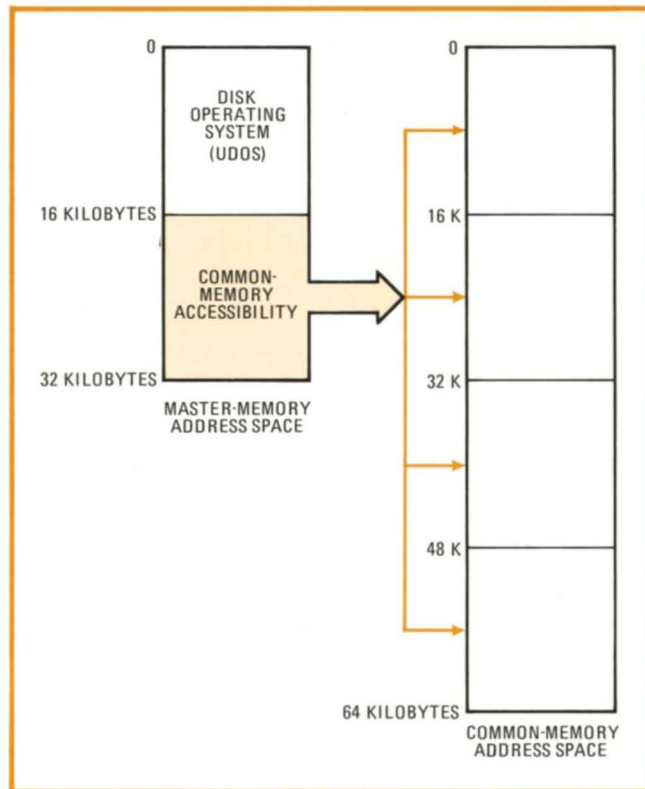 0
DISK
OPERATING
SYSTEM
(UDOS)
16 KILOBYTES
COMMON-
MEMORY
ACCESSIBILITY
32 KILOBYTES
MASTER-MEMORY
ADDRESS SPACE
0
16 K
32 K
48 K
64 KILOBYTES
COMMON-MEMORY
ADDRESS SPACE